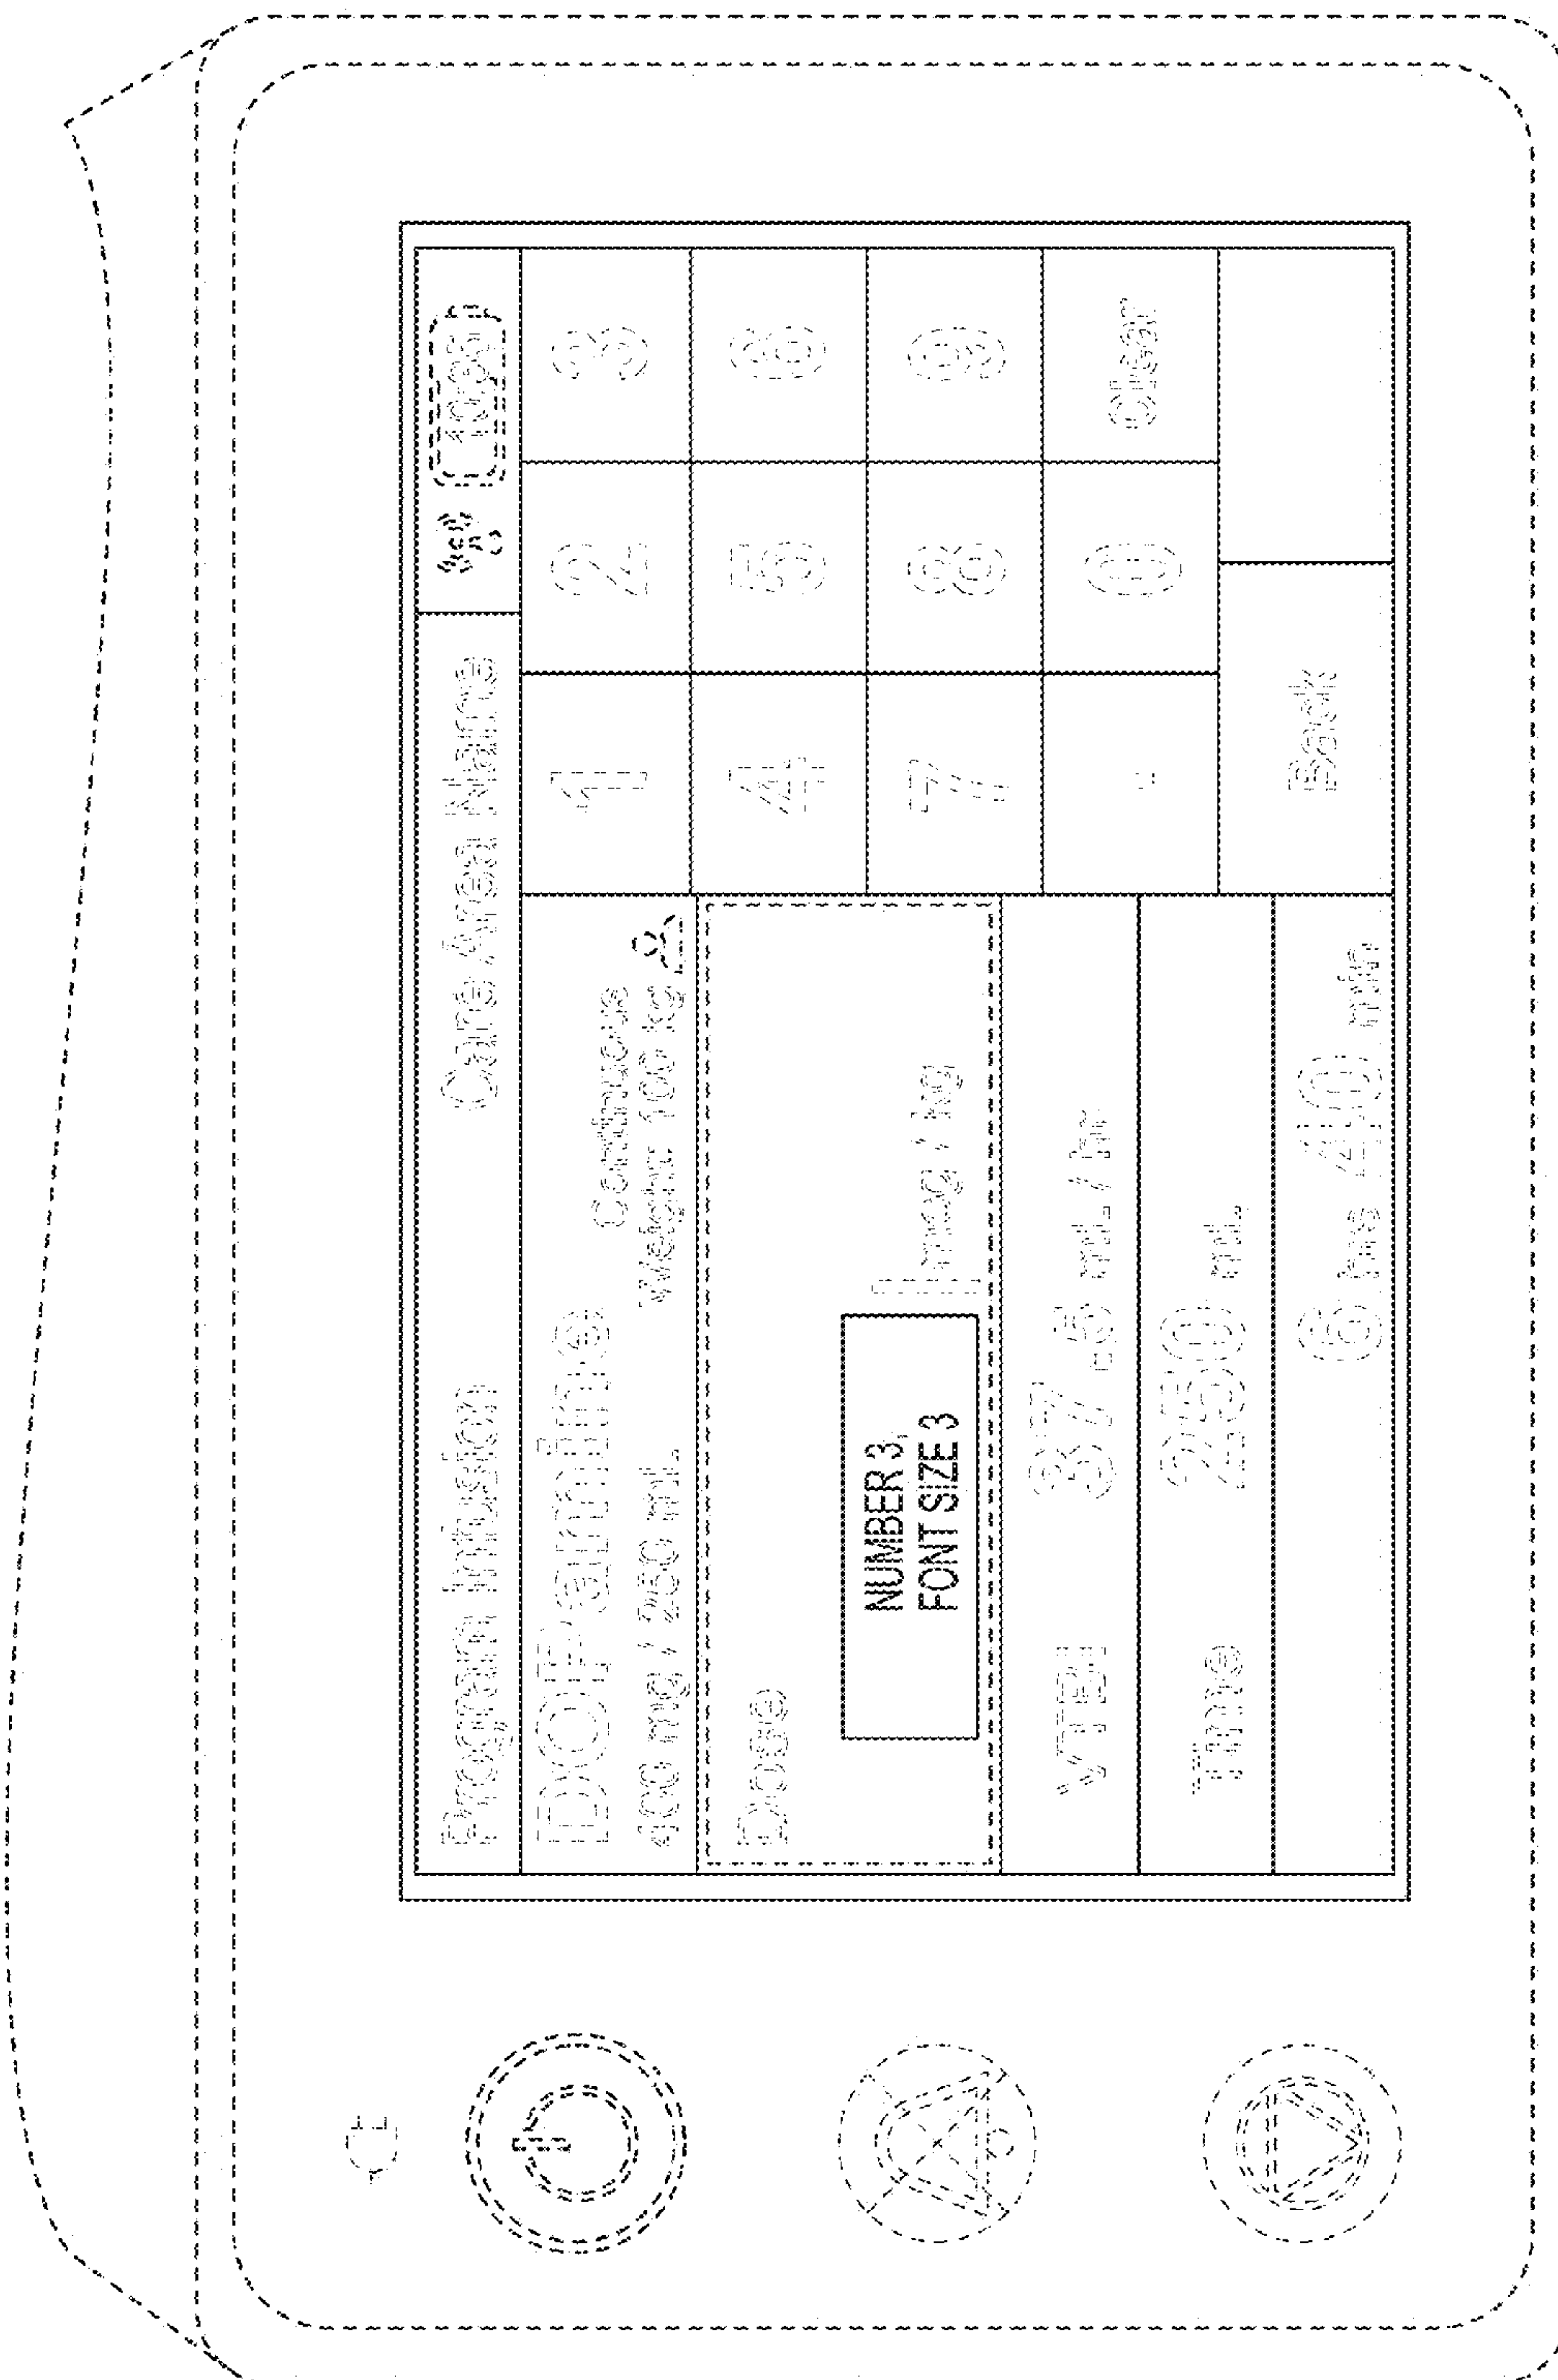 Program Infusion Care Area Name
DOPamine
Continuous
400 mg / 250 mL Weight: 100 kg
Dose
NUMBER 3,
FONT SIZE 3
mcg / kg
37.5 mL / hr
VTBI
250 mL
Time
6 hrs 40 min
1 2 3
4 5 6
7 8 9
. 0 Clear
Back